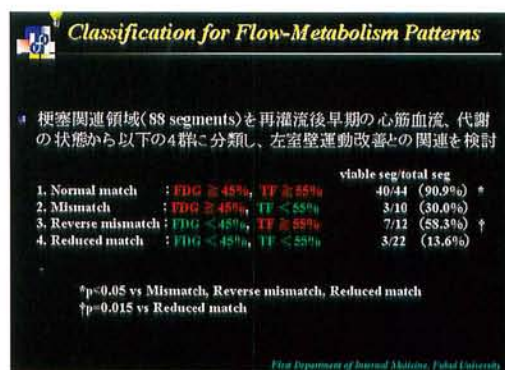 Classification for Flow-Metabolism Patterns
梗塞関連領域(88 segments)を再灌流後早期の心筋血流、代謝
の状態から以下の4群に分類し、左室壁運動改善との関連を検討
viable seg/total seg
1. Normal match : FDG ≧ 45%, TF ≧ 55% 40/44 (90.9%) *
2. Mismatch : FDG ≧ 45%, TF < 55% 3/10 (30.0%)
3. Reverse mismatch : FDG < 45%, TF ≧ 55% 7/12 (58.3%) †
4. Reduced match : FDG < 45%, TF < 55% 3/22 (13.6%)
*p<0.05 vs Mismatch, Reverse mismatch, Reduced match
†p=0.015 vs Reduced match
First Department of Internal Medicine, Fukui University